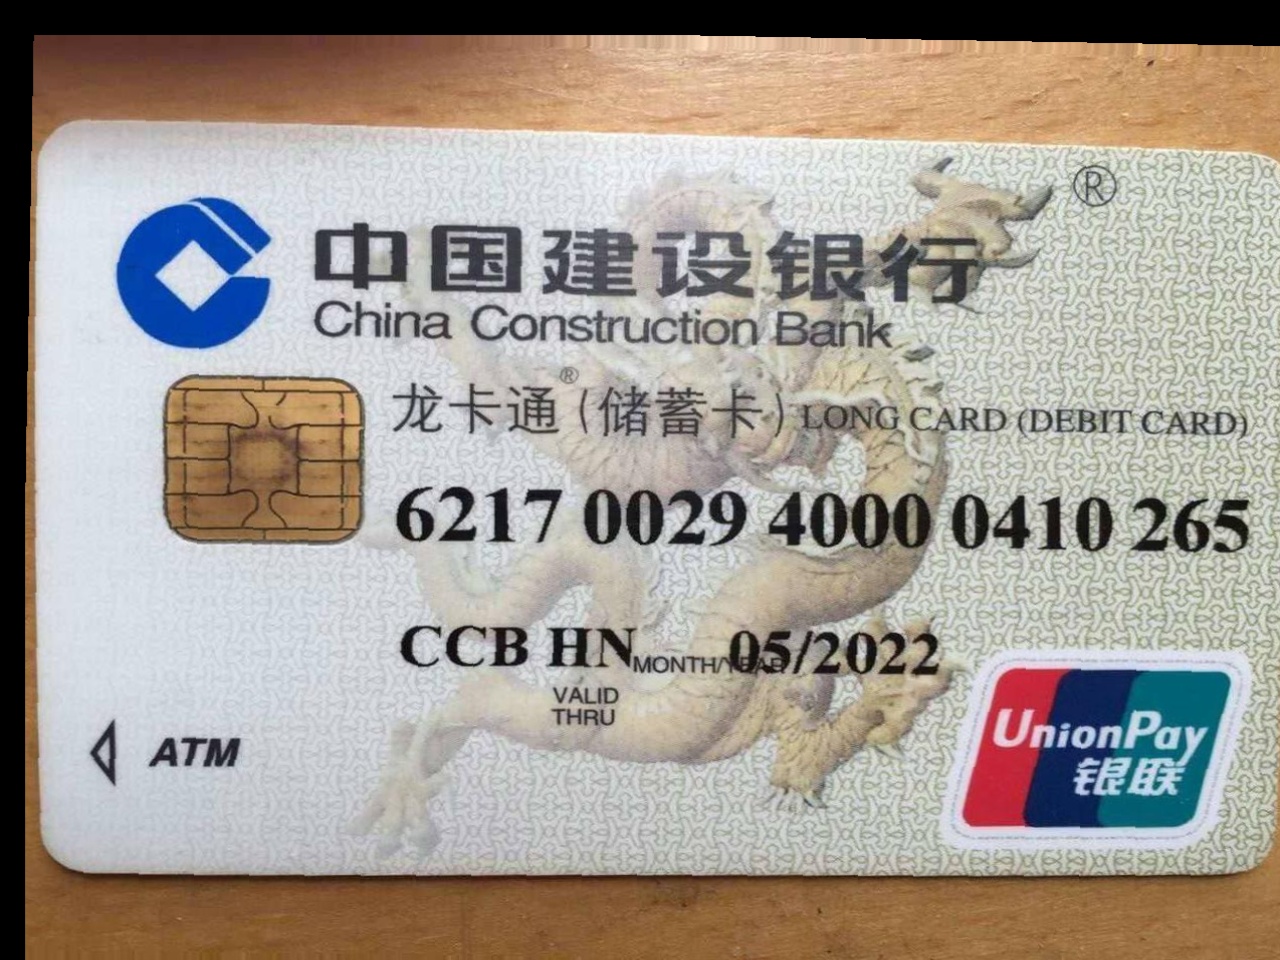 ®
中国建设银行
China Construction Bank
龙卡通®(储蓄卡) LONG CARD (DEBIT CARD)
6217 0029 4000 0410 265
CCB HN MONTH/YEAR 05/2022
VALID
THRU
ATM
UnionPay
银联